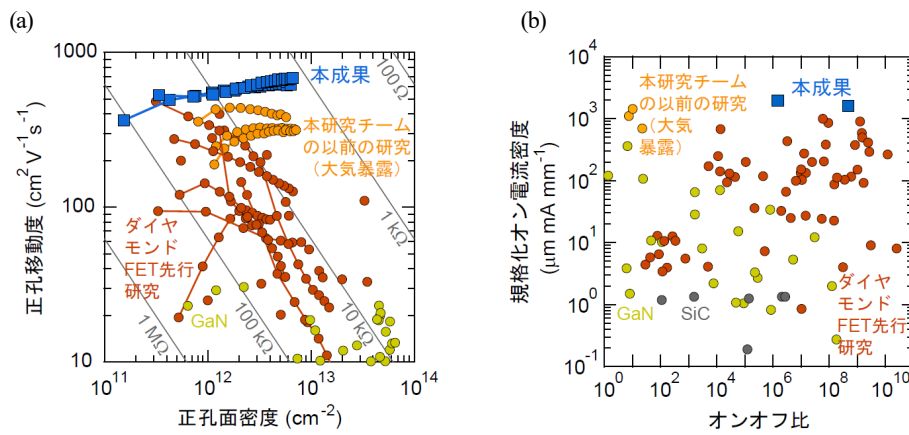 (a)
正孔移動度 (cm² V⁻¹ s⁻¹)
1000
100
10
本成果
本研究チーム
の以前の研究
(大気暴露)
ダイヤ
モンド
FET先行
研究
GaN
1 MΩ
100 kΩ
10 kΩ
1 kΩ
100 Ω
10¹¹
10¹²
10¹³
10¹⁴
正孔面密度 (cm⁻²)
(b)
規格化オン電流密度
(μm mA mm⁻¹)
10⁴
10³
10²
10¹
10⁰
10⁻¹
本研究チーム
の以前の研究
(大気
暴露)
本成果
GaN
SiC
ダイヤ
モンド
FET先行
研究
10⁰
10²
10⁴
10⁶
10⁸
10¹⁰
オンオフ比